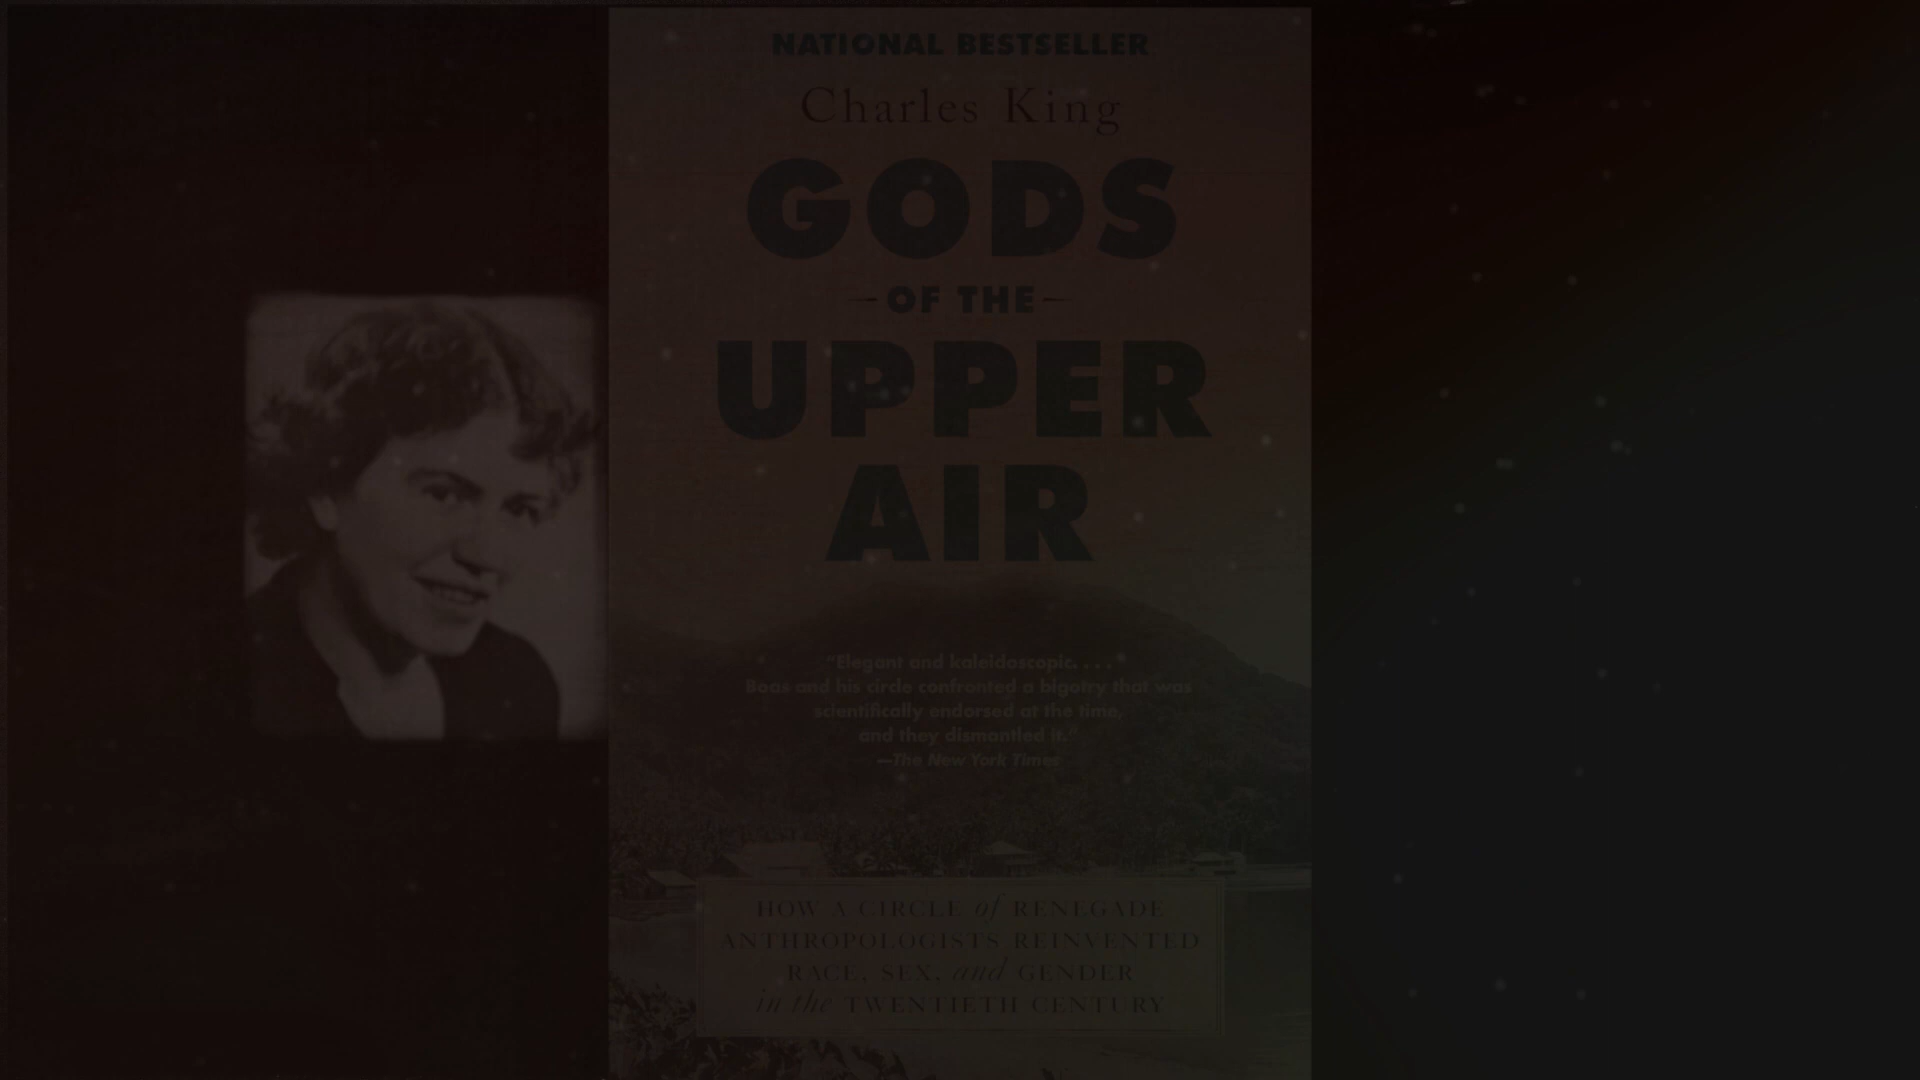 NATIONAL BESTSELLER
Charles King
GODS
OF THE
UPPER
AIR
"Elegant and kaleidoscopic. . . .
Boas and his circle confronted a bigotry that was
scientifically endorsed at the time,
and they dismantled it."
—The New York Times
HOW A CIRCLE of RENEGADE
ANTHROPOLOGISTS REINVENTED
RACE, SEX, and GENDER
in the TWENTIETH CENTURY